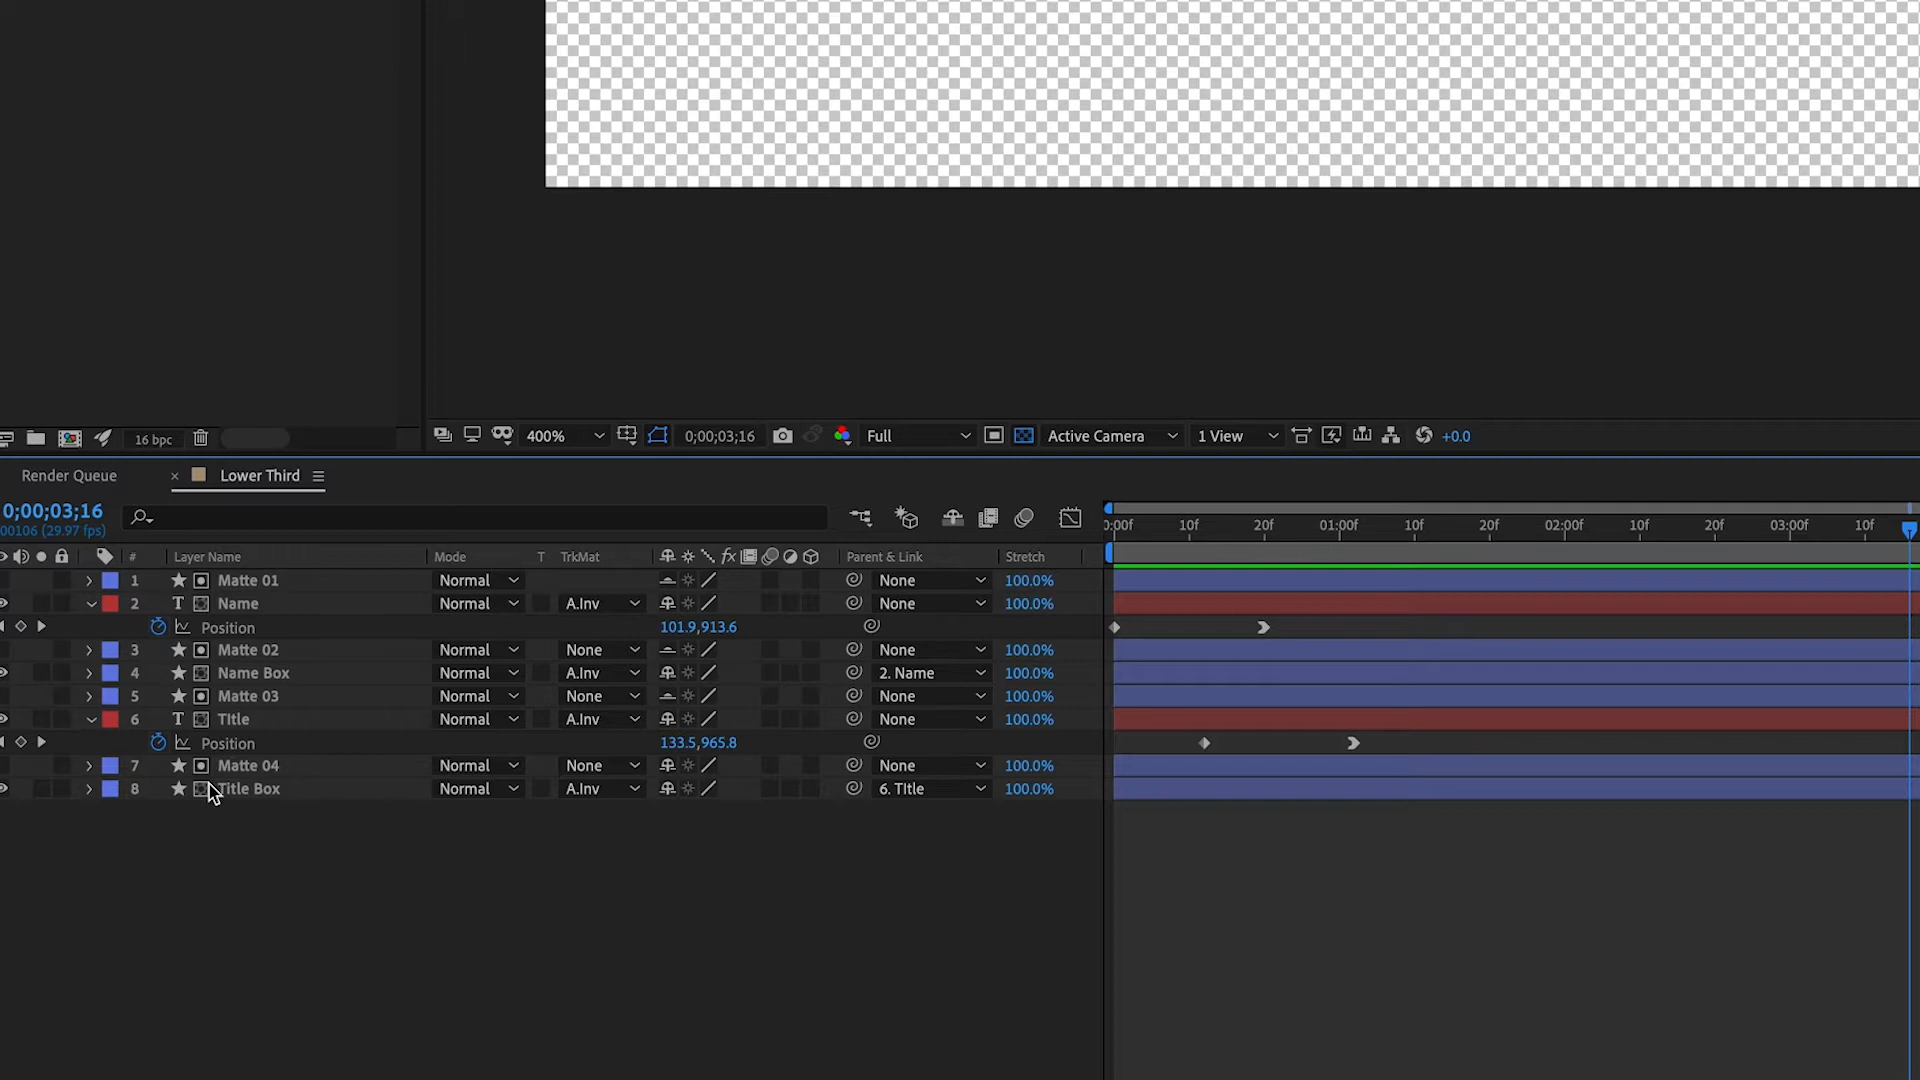 16 bpc
400% 0;00;03;16 Full Active Camera 1 View +0.0
Render Queue × Lower Third
0;00;03;16
00106 (29.97 fps)
0:00f 10f 20f 01:00f 10f 20f 02:00f 10f 20f 03:00f 10f
# Layer Name Mode T TrkMat fx Parent & Link Stretch
1 Matte 01 Normal None 100.0%
2 T Name Normal A.Inv None 100.0%
Position 101.9,913.6
3 Matte 02 Normal None None 100.0%
4 Name Box Normal A.Inv 2. Name 100.0%
5 Matte 03 Normal None None 100.0%
6 T TItle Normal A.Inv None 100.0%
Position 133.5,965.8
7 Matte 04 Normal None None 100.0%
8 Title Box Normal A.Inv 6. TItle 100.0%